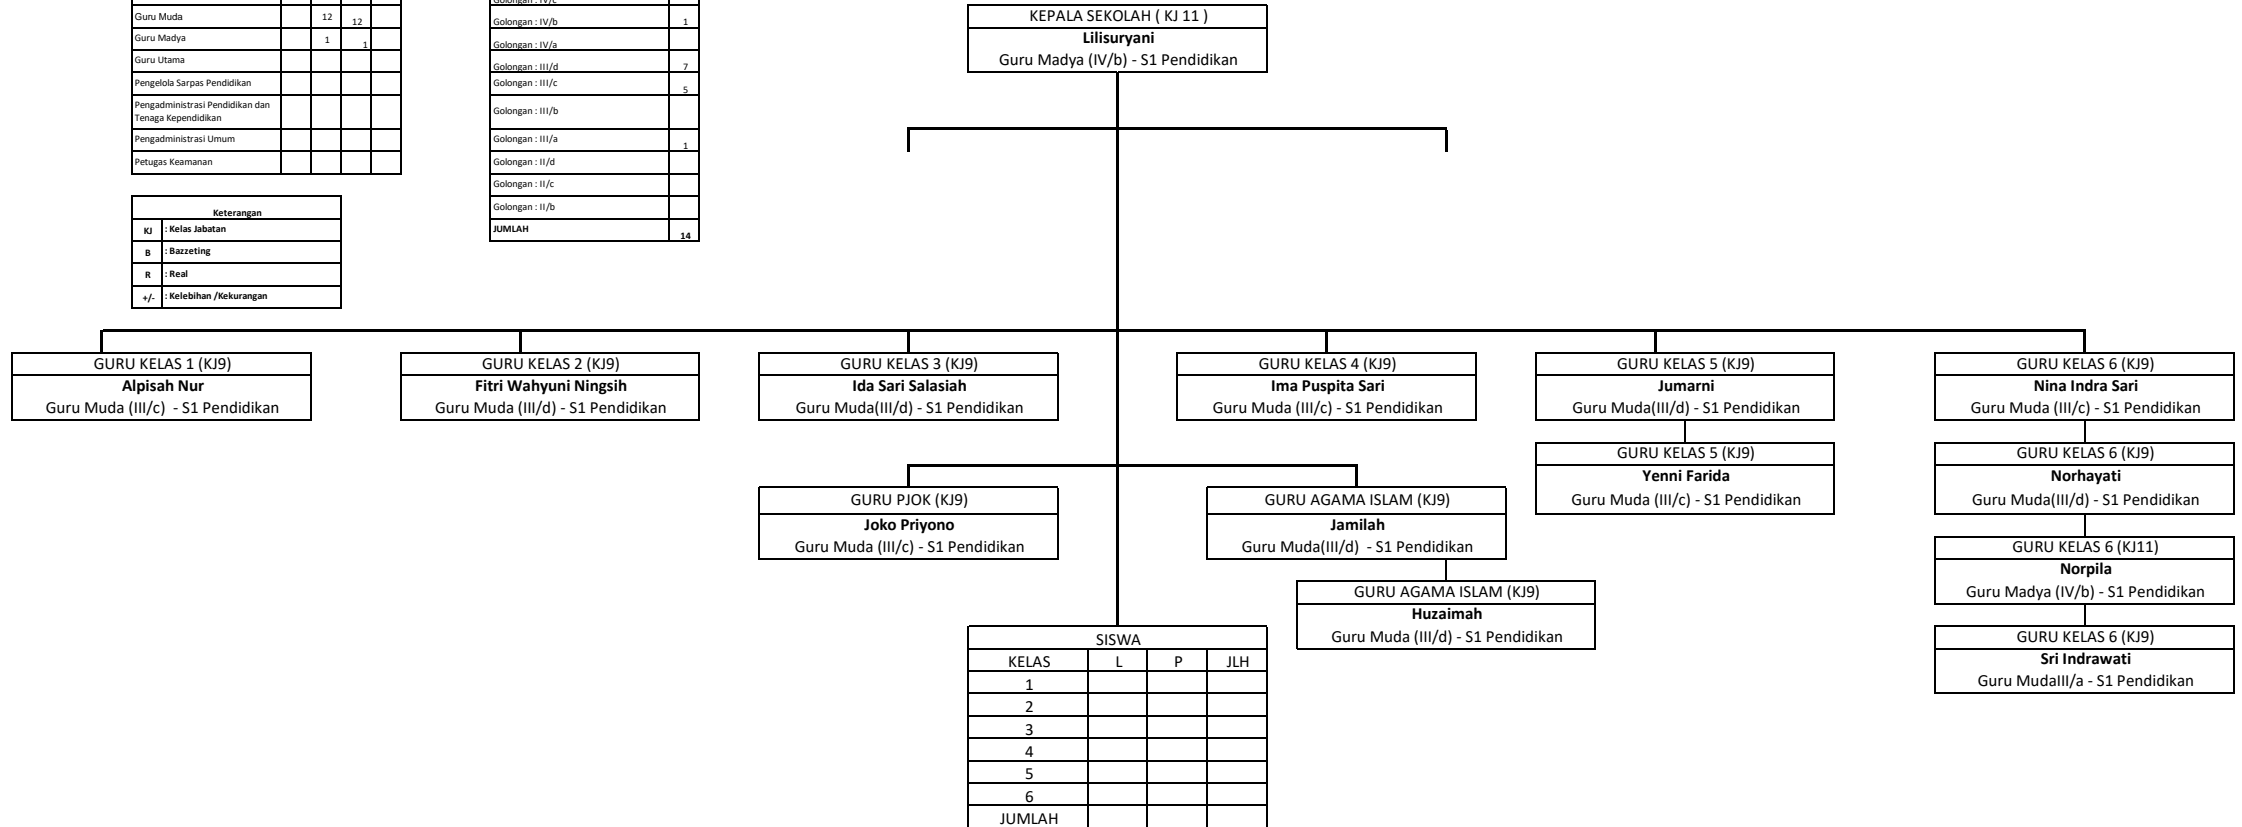 Guru Muda 12 12
Guru Madya 1 1
Guru Utama
Pengelola Sarpas Pendidikan
Pengadministrasi Pendidikan dan
Tenaga Kependidikan
Pengadministrasi Umum
Petugas Keamanan
Keterangan
KJ : Kelas Jabatan
B : Bazzeting
R : Real
+/- : Kelebihan /Kekurangan
Golongan : IV/c
Golongan : IV/b 1
Golongan : IV/a
Golongan : III/d 7
Golongan : III/c 5
Golongan : III/b
Golongan : III/a 1
Golongan : II/d
Golongan : II/c
Golongan : II/b
JUMLAH 14
KEPALA SEKOLAH ( KJ 11 )
Lilisuryani
Guru Madya (IV/b) - S1 Pendidikan
GURU KELAS 1 (KJ9)
Alpisah Nur
Guru Muda (III/c) - S1 Pendidikan
GURU KELAS 2 (KJ9)
Fitri Wahyuni Ningsih
Guru Muda (III/d) - S1 Pendidikan
GURU KELAS 3 (KJ9)
Ida Sari Salasiah
Guru Muda(III/d) - S1 Pendidikan
GURU KELAS 4 (KJ9)
Ima Puspita Sari
Guru Muda (III/c) - S1 Pendidikan
GURU KELAS 5 (KJ9)
Jumarni
Guru Muda(III/d) - S1 Pendidikan
GURU KELAS 6 (KJ9)
Nina Indra Sari
Guru Muda (III/c) - S1 Pendidikan
GURU KELAS 5 (KJ9)
Yenni Farida
Guru Muda (III/c) - S1 Pendidikan
GURU KELAS 6 (KJ9)
Norhayati
Guru Muda(III/d) - S1 Pendidikan
GURU PJOK (KJ9)
Joko Priyono
Guru Muda (III/c) - S1 Pendidikan
GURU AGAMA ISLAM (KJ9)
Jamilah
Guru Muda(III/d) - S1 Pendidikan
GURU KELAS 6 (KJ11)
Norpila
Guru Madya (IV/b) - S1 Pendidikan
GURU AGAMA ISLAM (KJ9)
Huzaimah
Guru Muda (III/d) - S1 Pendidikan
GURU KELAS 6 (KJ9)
Sri Indrawati
Guru MudaIII/a - S1 Pendidikan
SISWA
KELAS L P JLH
1
2
3
4
5
6
JUMLAH